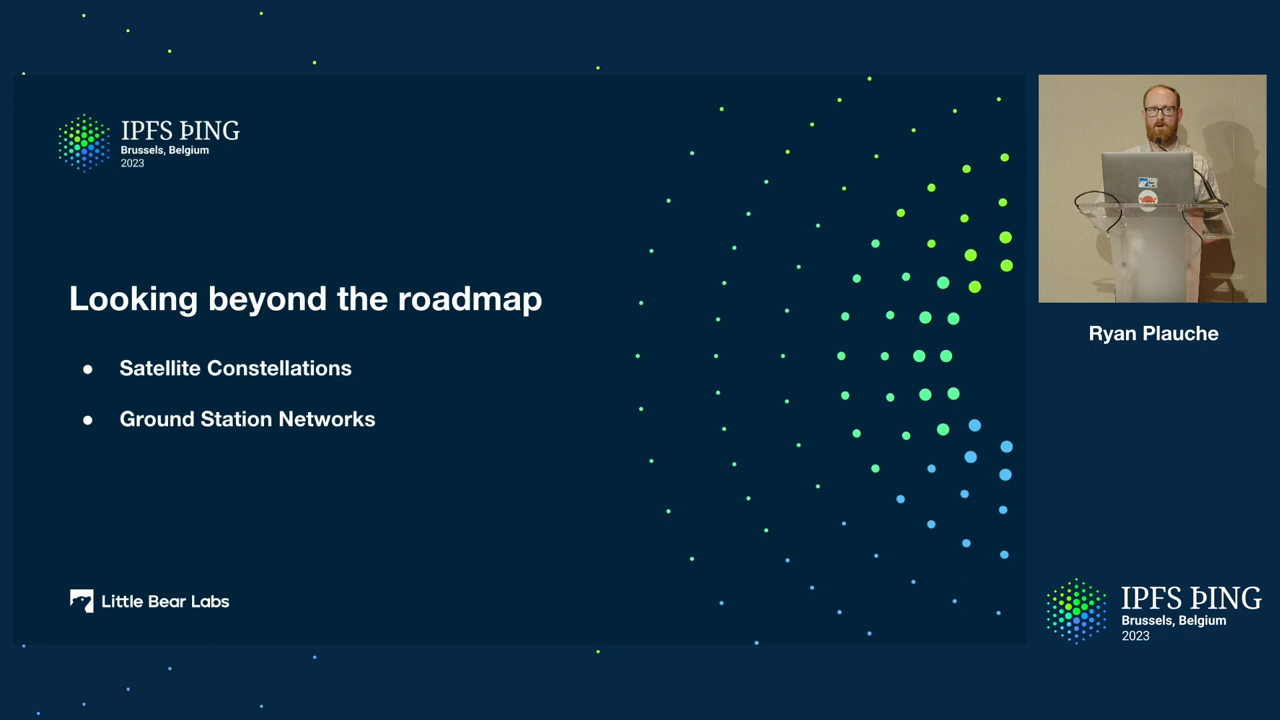 IPFS ÞING
Brussels, Belgium
2023
Looking beyond the roadmap
● Satellite Constellations
● Ground Station Networks
Little Bear Labs
Ryan Plauche
IPFS ÞING
Brussels, Belgium
2023